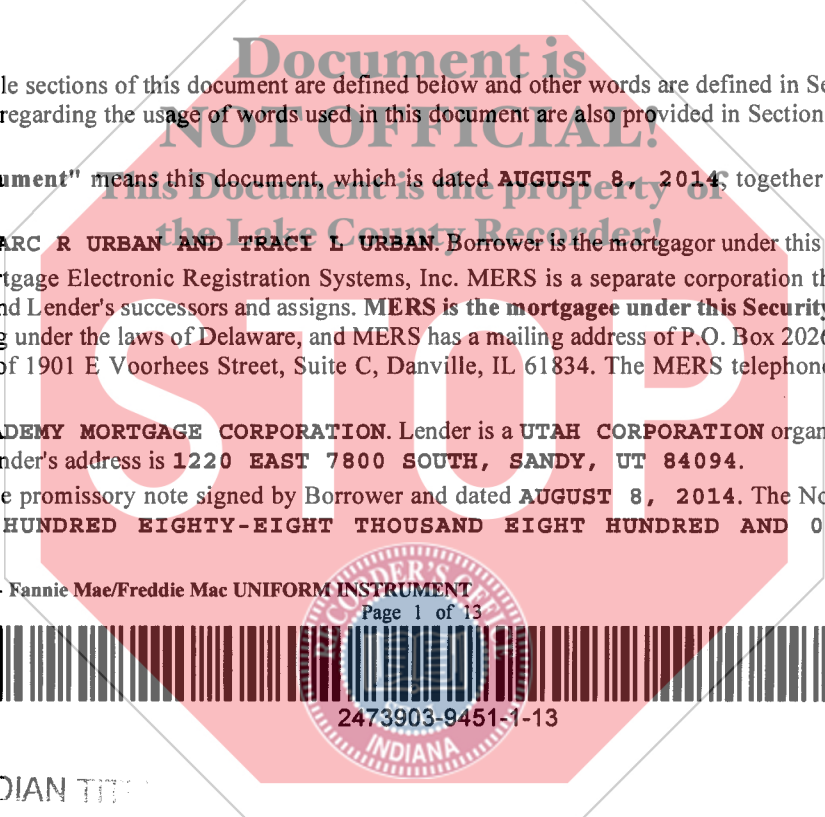 Document is
le sections of this document are defined below and other words are defined in Se
regarding the usage of words used in this document are also provided in Section
NOT OFFICIAL!
ument" means this document, which is dated AUGUST 8, 2014, together
This Document is the property of
the Lake County Recorder!
ARC R URBAN AND TRACI L URBAN. Borrower is the mortgagor under this
rtgage Electronic Registration Systems, Inc. MERS is a separate corporation th
nd Lender's successors and assigns. MERS is the mortgagee under this Security
g under the laws of Delaware, and MERS has a mailing address of P.O. Box 2026
of 1901 E Voorhees Street, Suite C, Danville, IL 61834. The MERS telephone
STOP
ADEMY MORTGAGE CORPORATION. Lender is a UTAH CORPORATION organ
nder's address is 1220 EAST 7800 SOUTH, SANDY, UT 84094.
e promissory note signed by Borrower and dated AUGUST 8, 2014. The No
HUNDRED EIGHTY-EIGHT THOUSAND EIGHT HUNDRED AND 0
- Fannie Mae/Freddie Mac UNIFORM INSTRUMENT
Page 1 of 13
RECORDER'S OFFICE
SEAL
INDIANA
2473903-9451-1-13
DIAN TIT